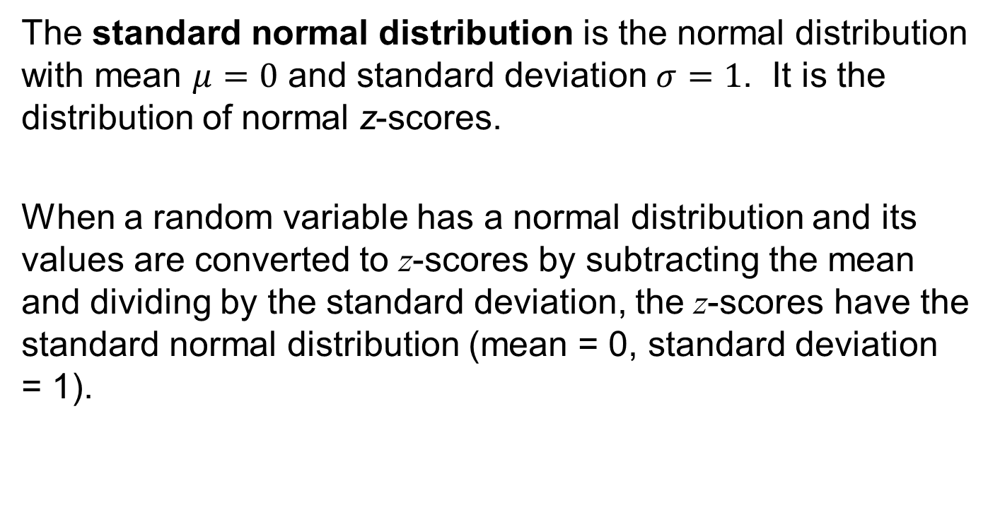 The standard normal distribution is the normal distribution
with mean μ = 0 and standard deviation σ = 1.  It is the
distribution of normal z-scores.
When a random variable has a normal distribution and its
values are converted to z-scores by subtracting the mean
and dividing by the standard deviation, the z-scores have the
standard normal distribution (mean = 0, standard deviation
= 1).